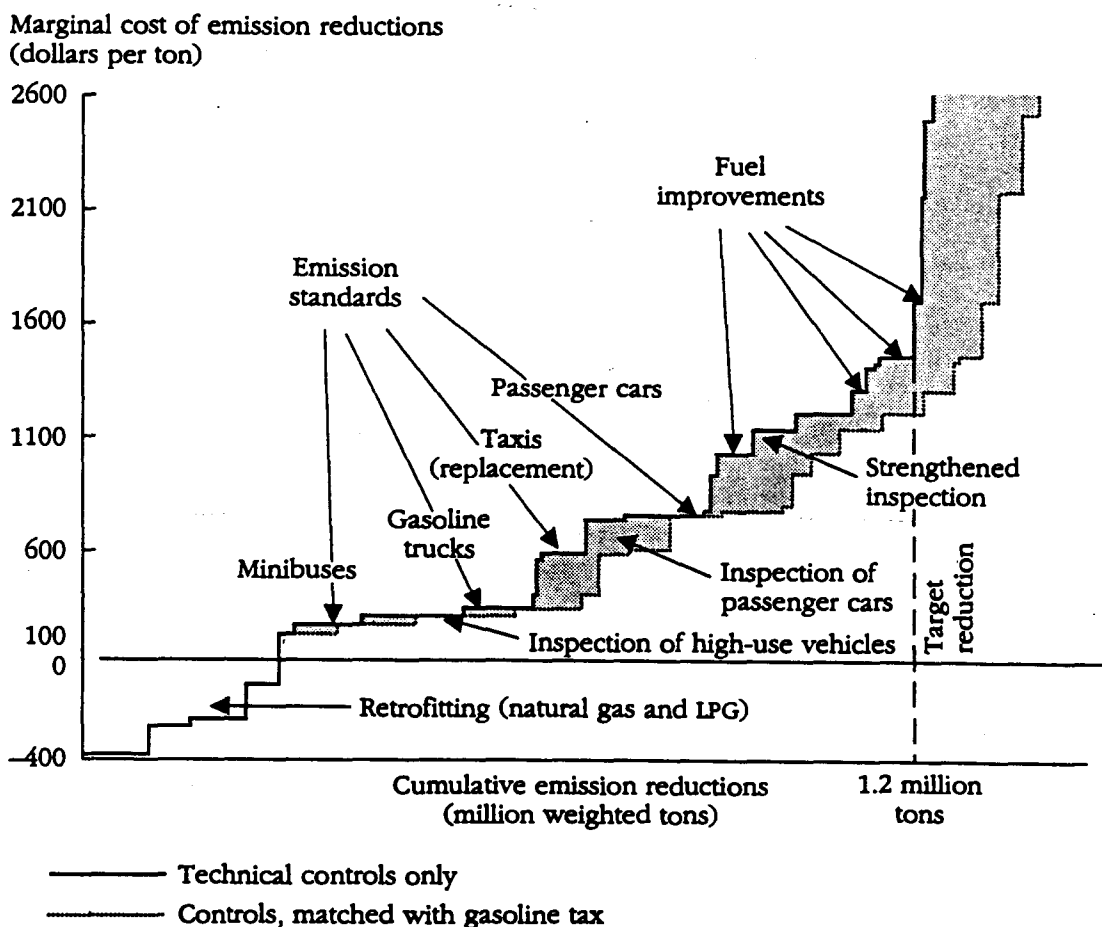 Marginal cost of emission reductions
(dollars per ton)
2600
2100
1600
1100
600
100
0
–400
Fuel
improvements
Emission
standards
Passenger cars
Taxis
(replacement)
Gasoline
trucks
Minibuses
Strengthened
inspection
Inspection of
passenger cars
Inspection of high-use vehicles
Retrofitting (natural gas and LPG)
Target
reduction
Cumulative emission reductions
(million weighted tons)
1.2 million
tons
Technical controls only
Controls, matched with gasoline tax